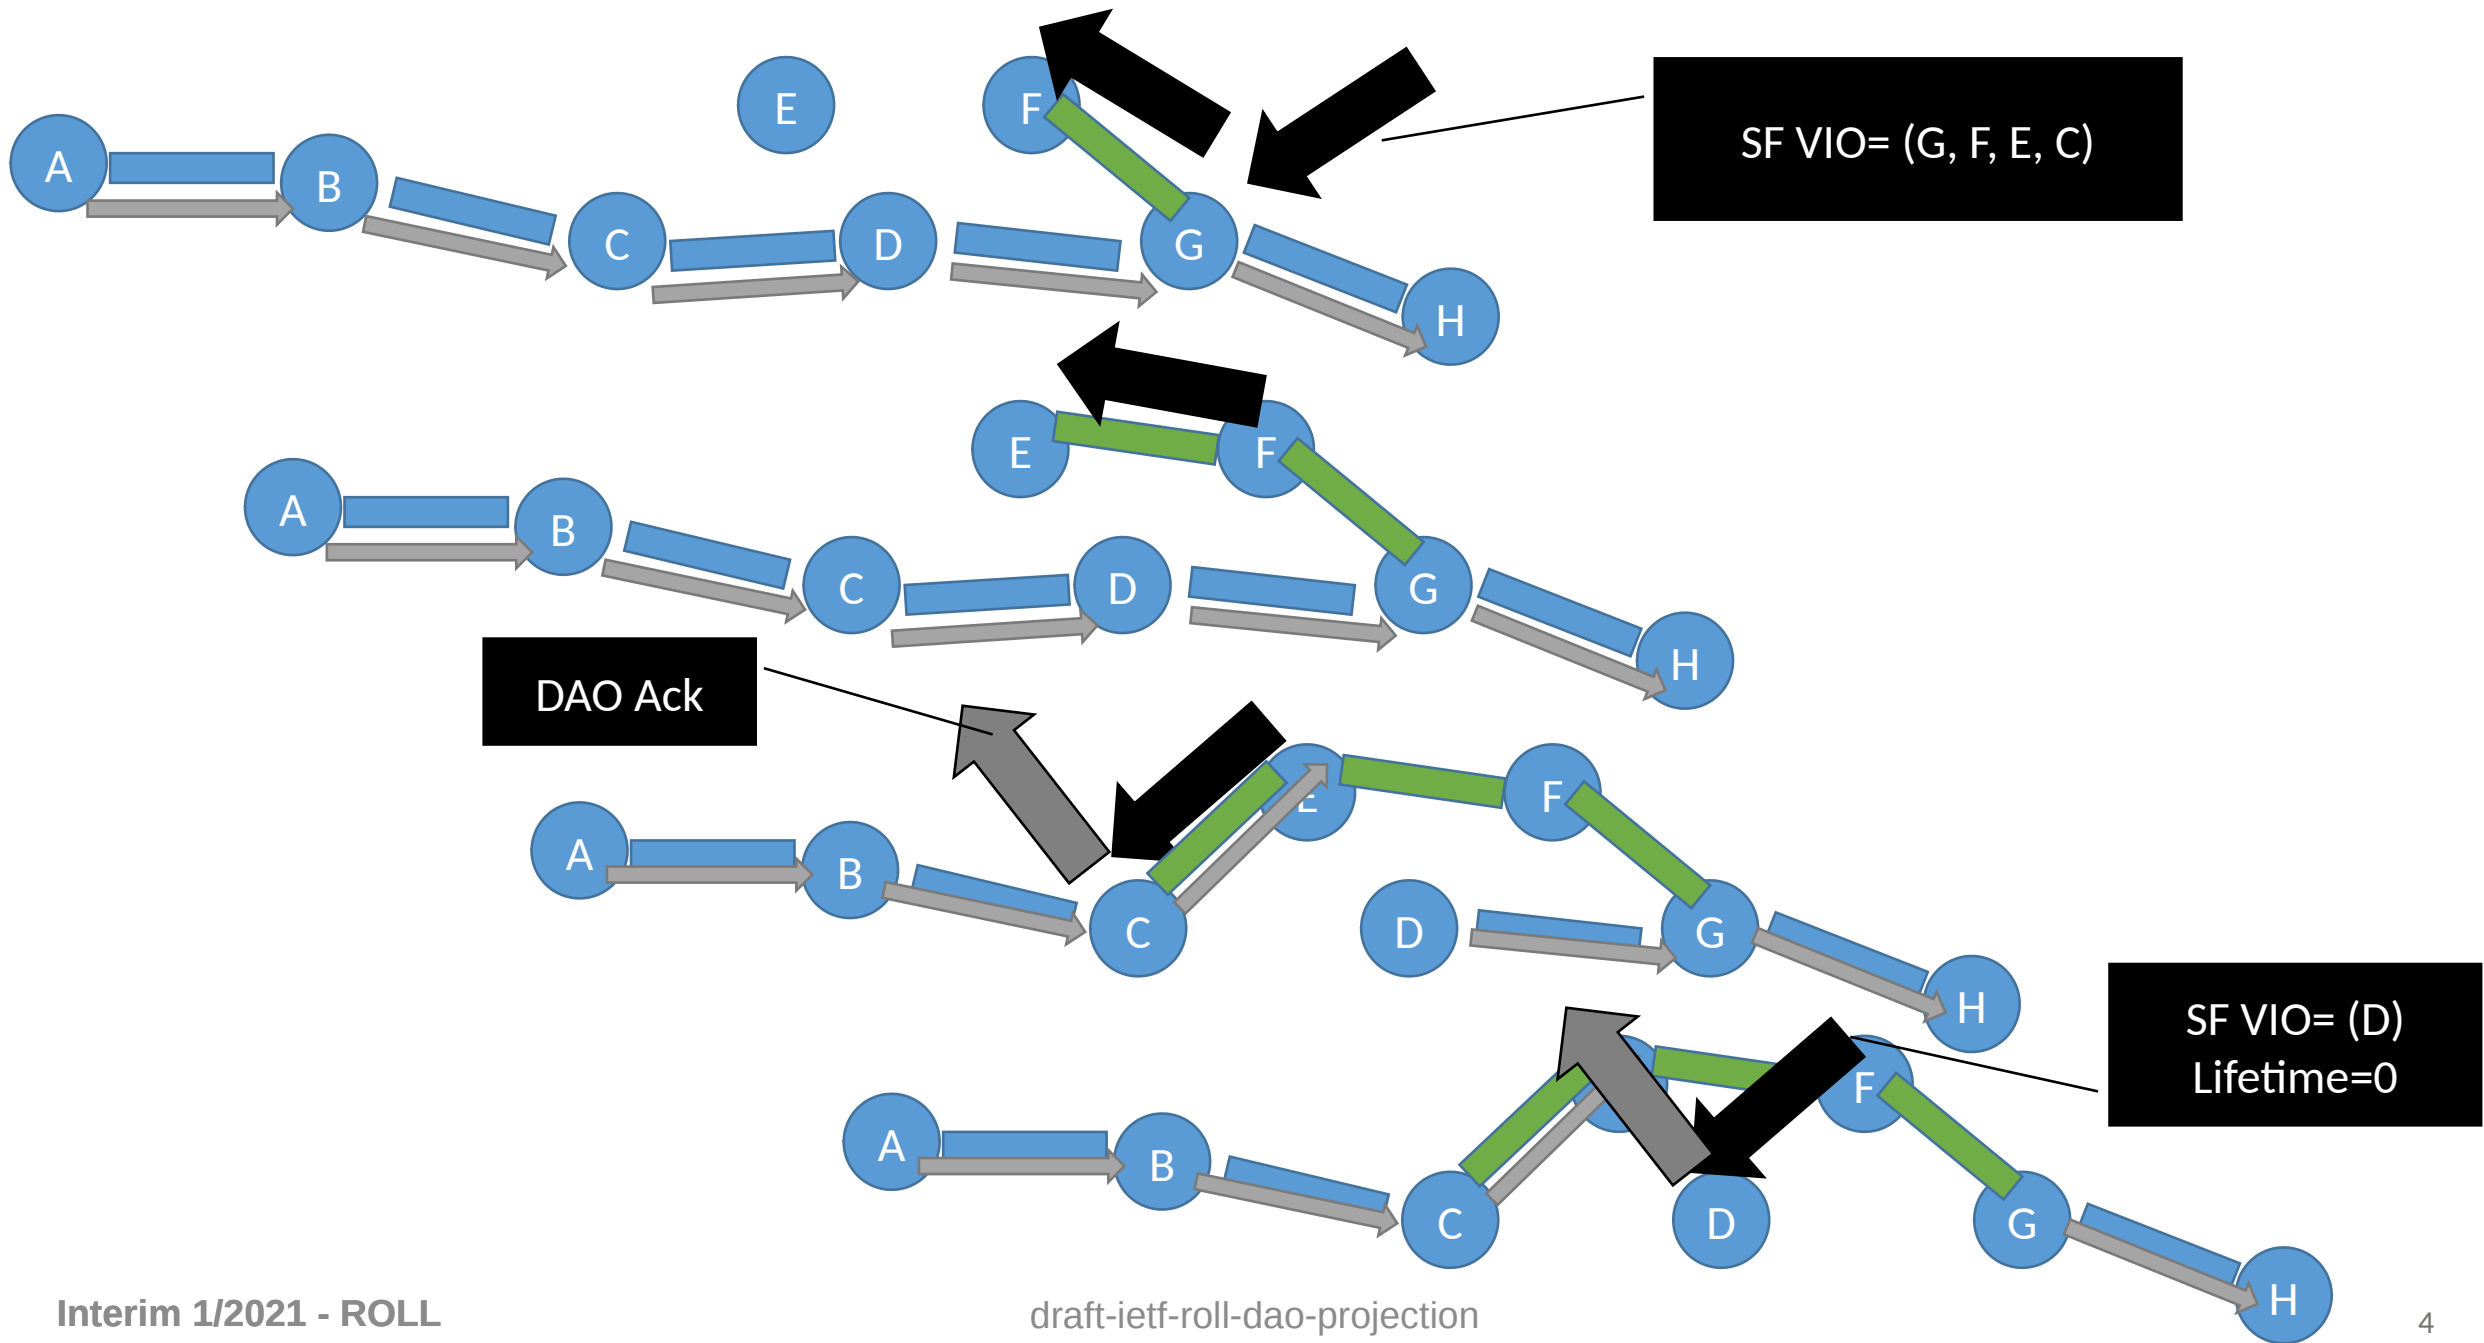 E
F
SF VIO= (G, F, E, C)
A
B
C
D
G
H
E
F
A
B
C
D
G
H
DAO Ack
E
F
A
B
C
D
G
H
SF VIO= (D)
Lifetime=0
F
A
B
C
D
G
H
Interim 1/2021 - ROLL
draft-ietf-roll-dao-projection
4